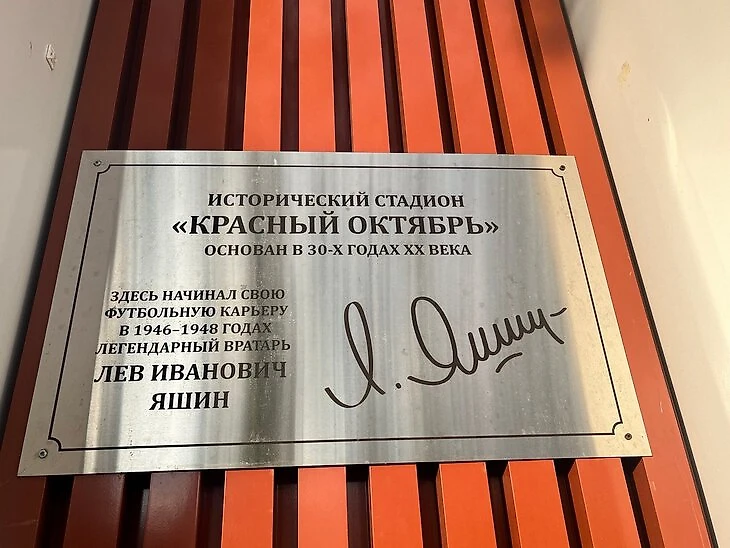 ИСТОРИЧЕСКИЙ СТАДИОН
«КРАСНЫЙ ОКТЯБРЬ»
ОСНОВАН В 30-Х ГОДАХ XX ВЕКА
ЗДЕСЬ НАЧИНАЛ СВОЮ
ФУТБОЛЬНУЮ КАРЬЕРУ
В 1946–1948 ГОДАХ
ЛЕГЕНДАРНЫЙ ВРАТАРЬ
ЛЕВ ИВАНОВИЧ
ЯШИН
Л. Яшин